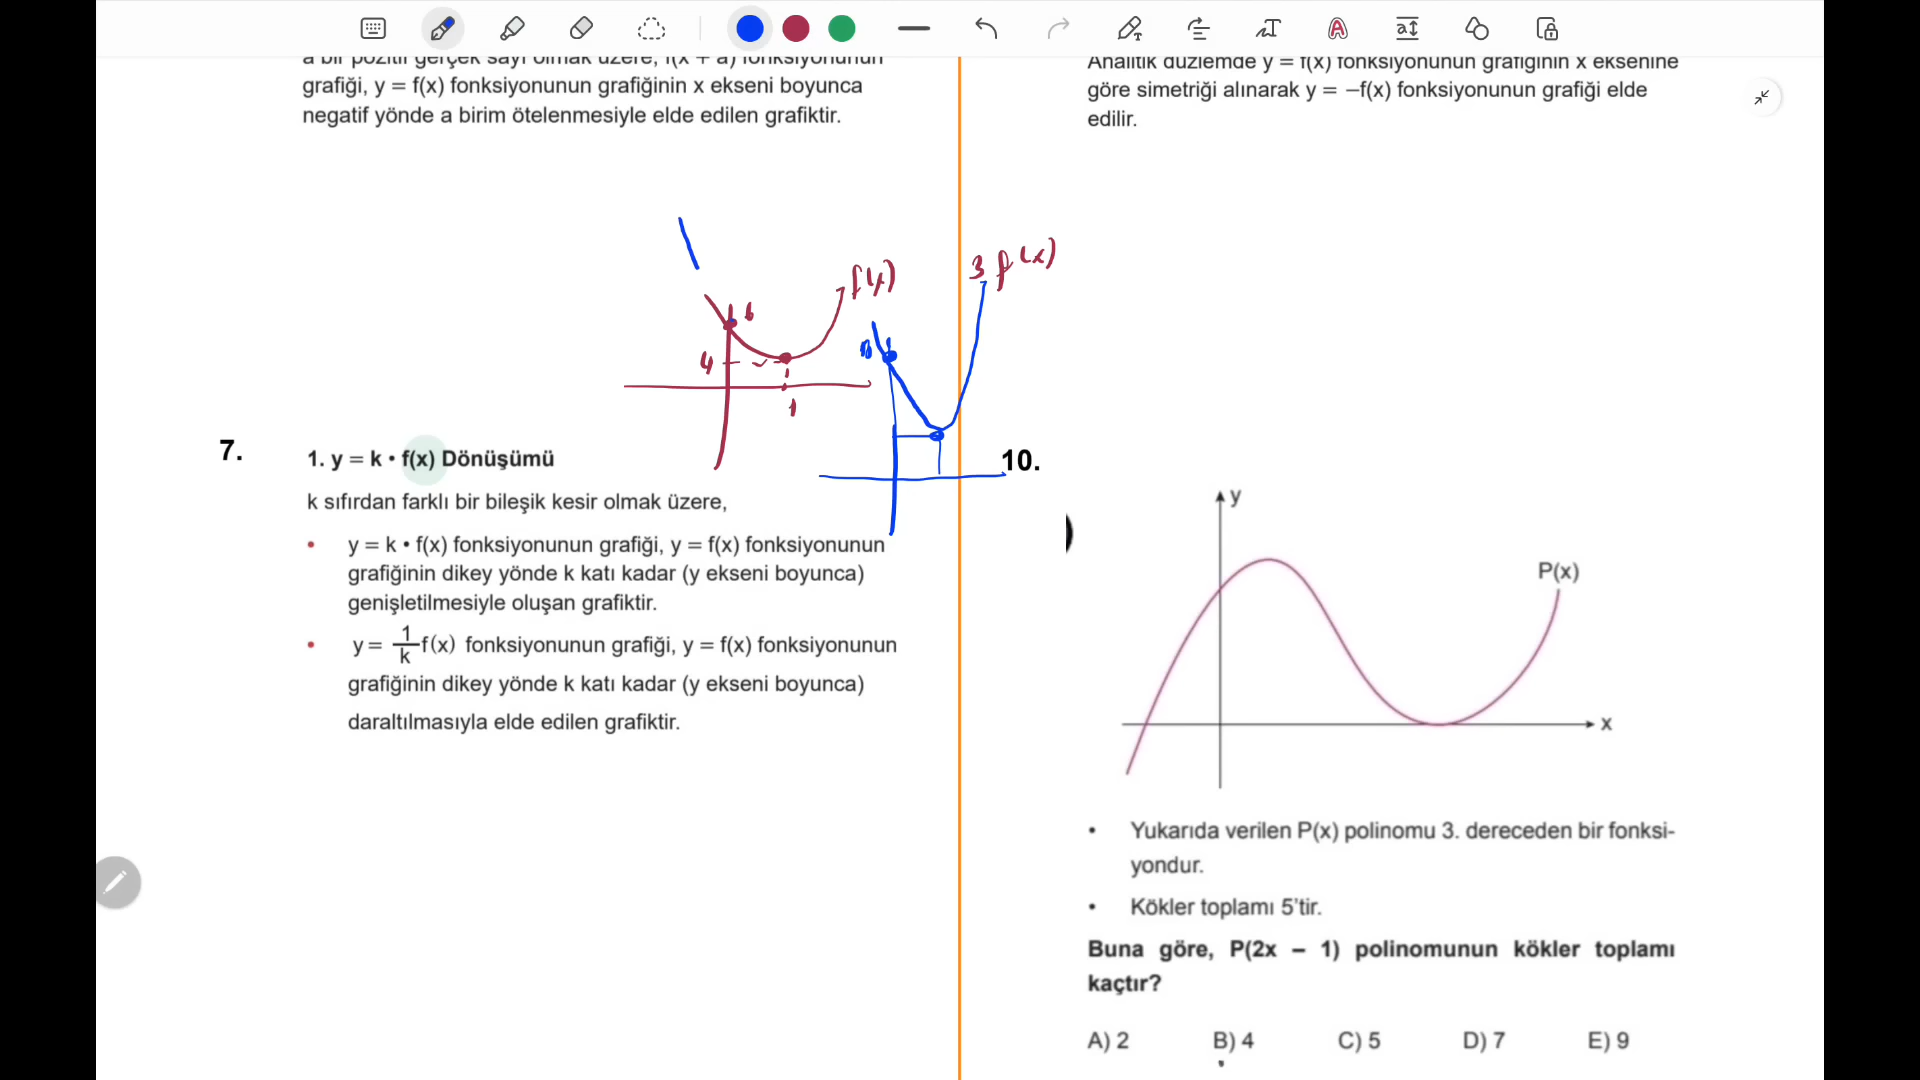 a bir pozitif gerçek sayı olmak üzere, f(x + a) fonksiyonunun
grafiği, y = f(x) fonksiyonunun grafiğinin x ekseni boyunca
negatif yönde a birim ötelenmesiyle elde edilen grafiktir.
6
4
1
f(x)
3 f(x)
7.
1. y = k • f(x) Dönüşümü
k sıfırdan farklı bir bileşik kesir olmak üzere,
• y = k • f(x) fonksiyonunun grafiği, y = f(x) fonksiyonunun
grafiğinin dikey yönde k katı kadar (y ekseni boyunca)
genişletilmesiyle oluşan grafiktir.
• y = 1/k f(x) fonksiyonunun grafiği, y = f(x) fonksiyonunun
grafiğinin dikey yönde k katı kadar (y ekseni boyunca)
daraltılmasıyla elde edilen grafiktir.
Analitik düzlemde y = f(x) fonksiyonunun grafiğinin x eksenine
göre simetriği alınarak y = −f(x) fonksiyonunun grafiği elde
edilir.
10.
y
P(x)
x
• Yukarıda verilen P(x) polinomu 3. dereceden bir fonksi-
yondur.
• Kökler toplamı 5’tir.
Buna göre, P(2x – 1) polinomunun kökler toplamı
kaçtır?
A) 2 B) 4 C) 5 D) 7 E) 9